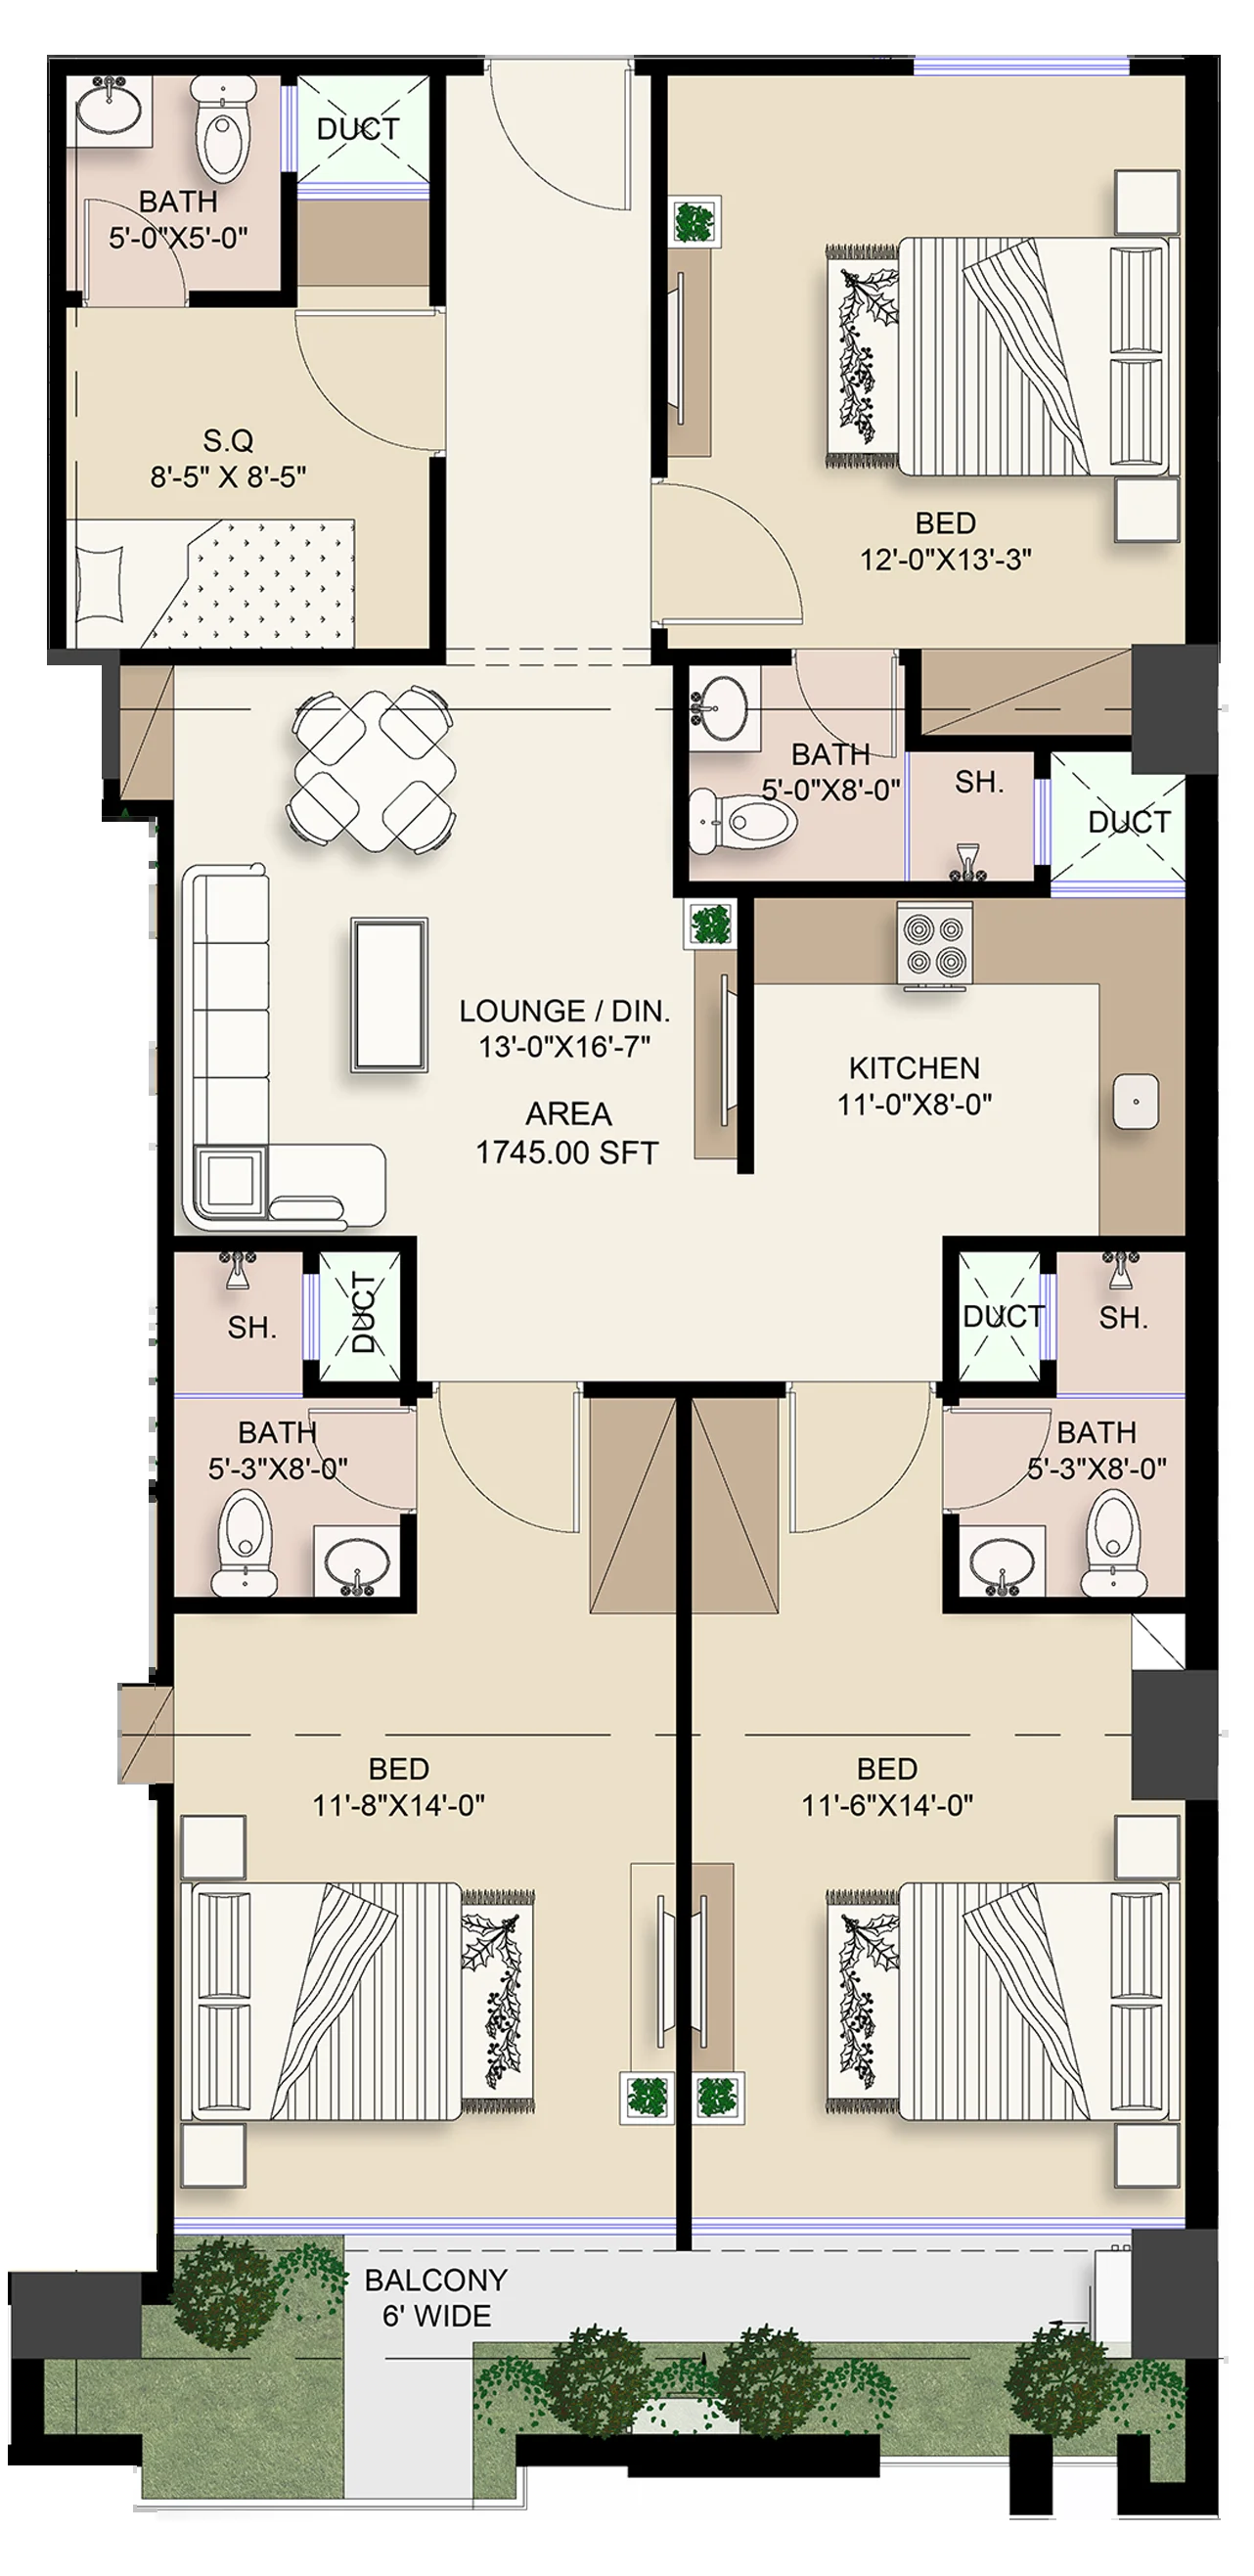 DUCT
BATH
5'-0"X5'-0"
S.Q
8'-5" X 8'-5"
BED
12'-0"X13'-3"
BATH
5'-0"X8'-0"
SH.
DUCT
LOUNGE / DIN.
13'-0"X16'-7"
AREA
1745.00 SFT
KITCHEN
11'-0"X8'-0"
SH.
DUCT
DUCT
SH.
BATH
5'-3"X8'-0"
BATH
5'-3"X8'-0"
BED
11'-8"X14'-0"
BED
11'-6"X14'-0"
BALCONY
6' WIDE